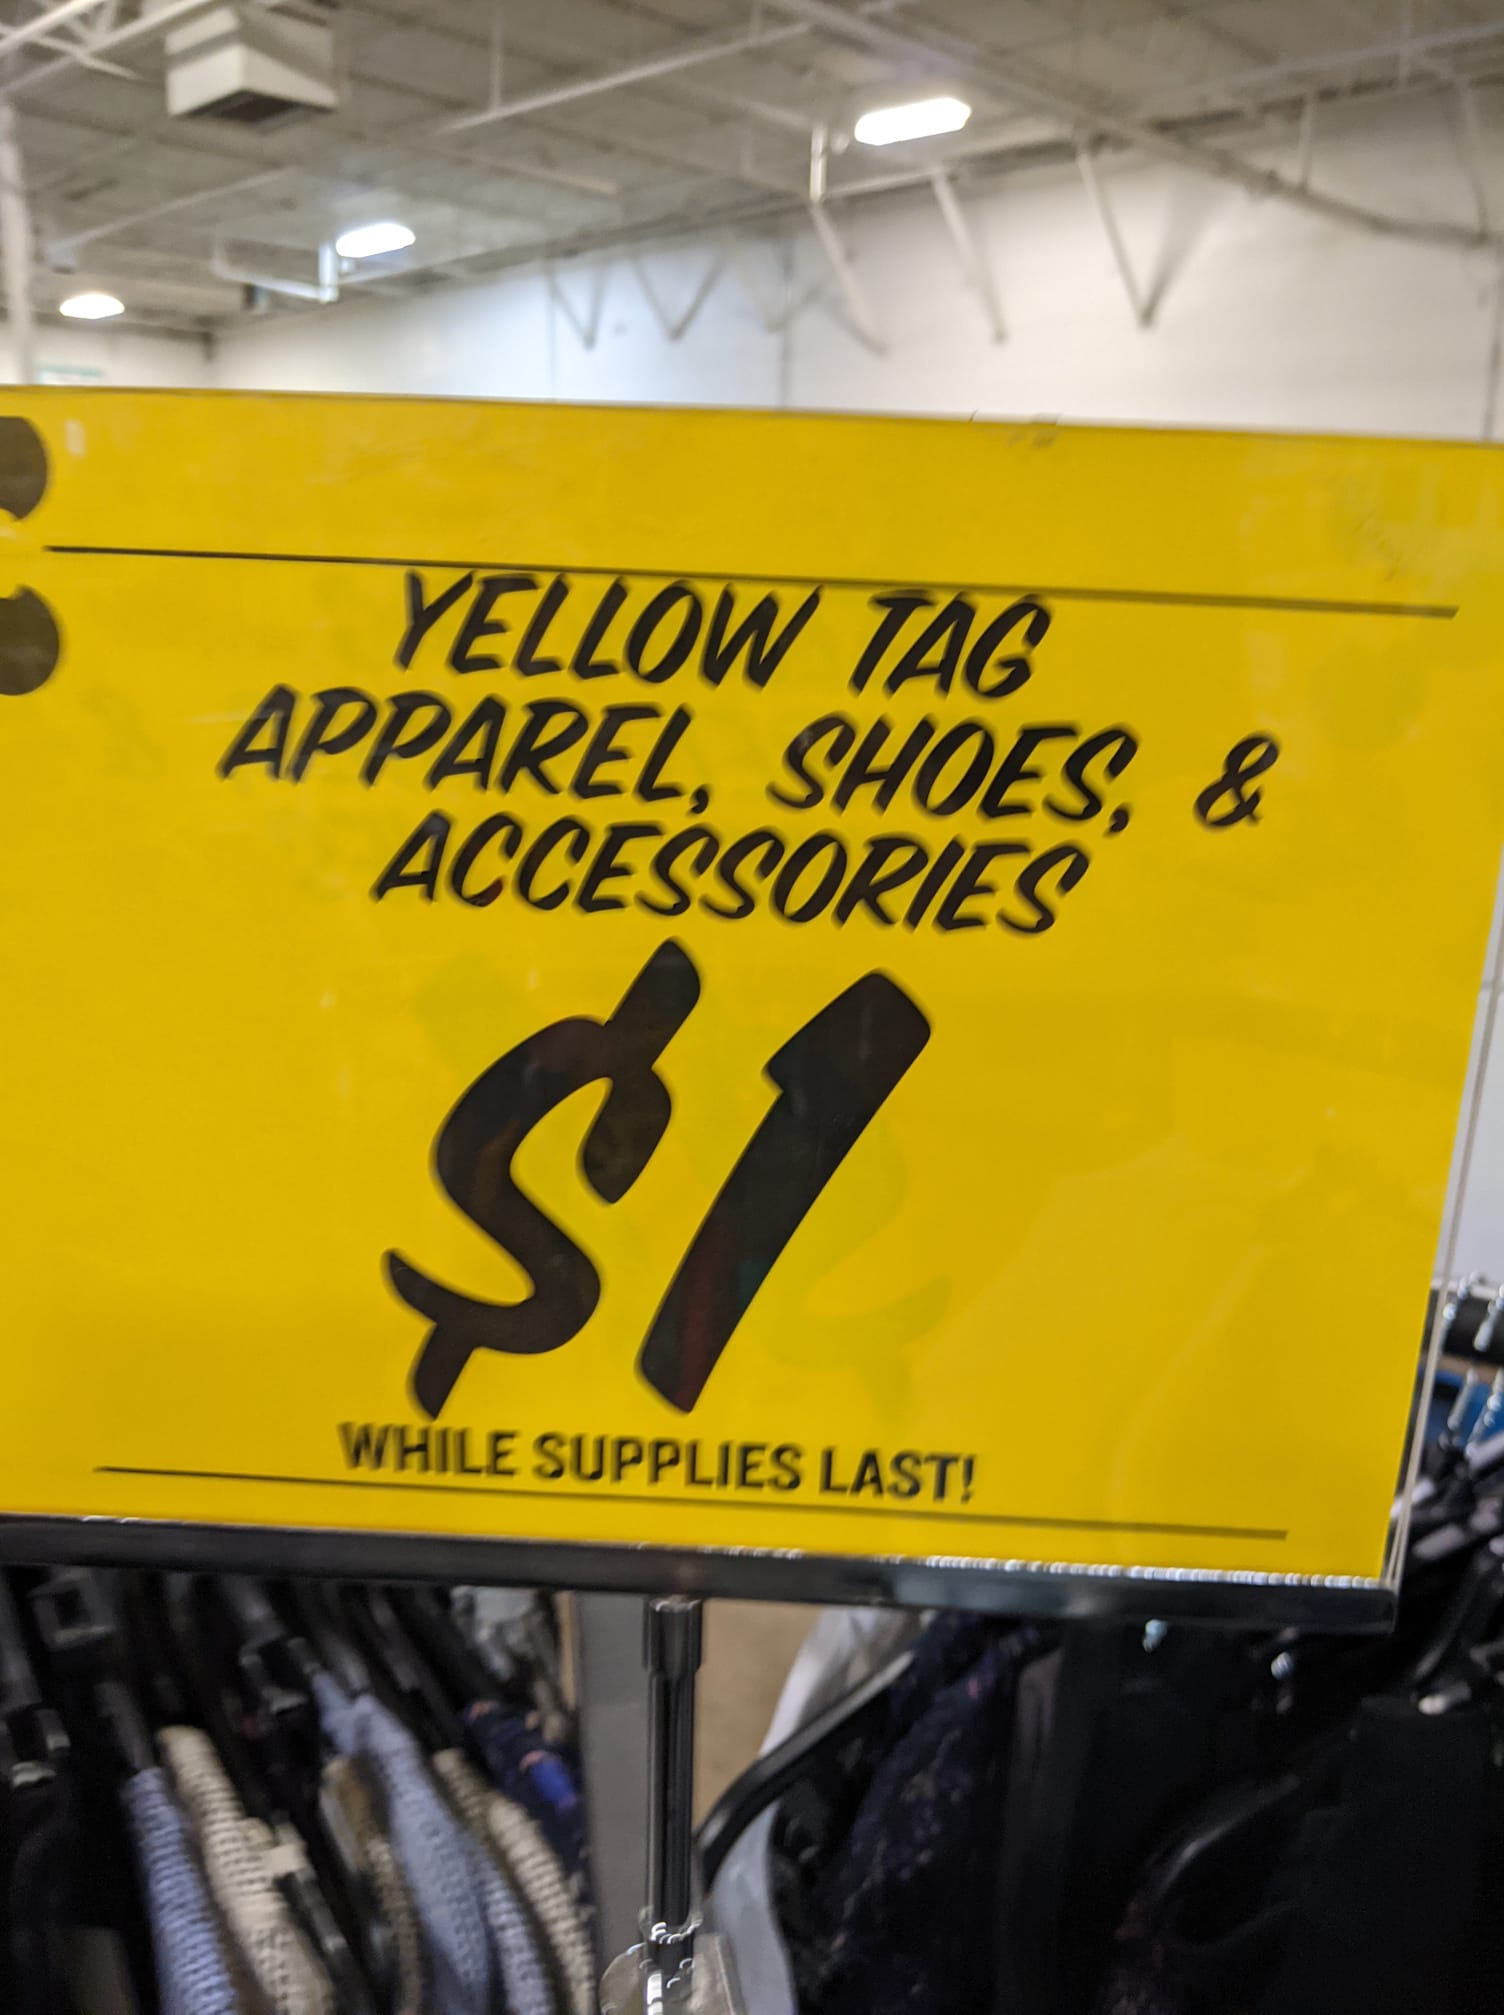 YELLOW TAG
APPAREL, SHOES, &
ACCESSORIES
$1
WHILE SUPPLIES LAST!